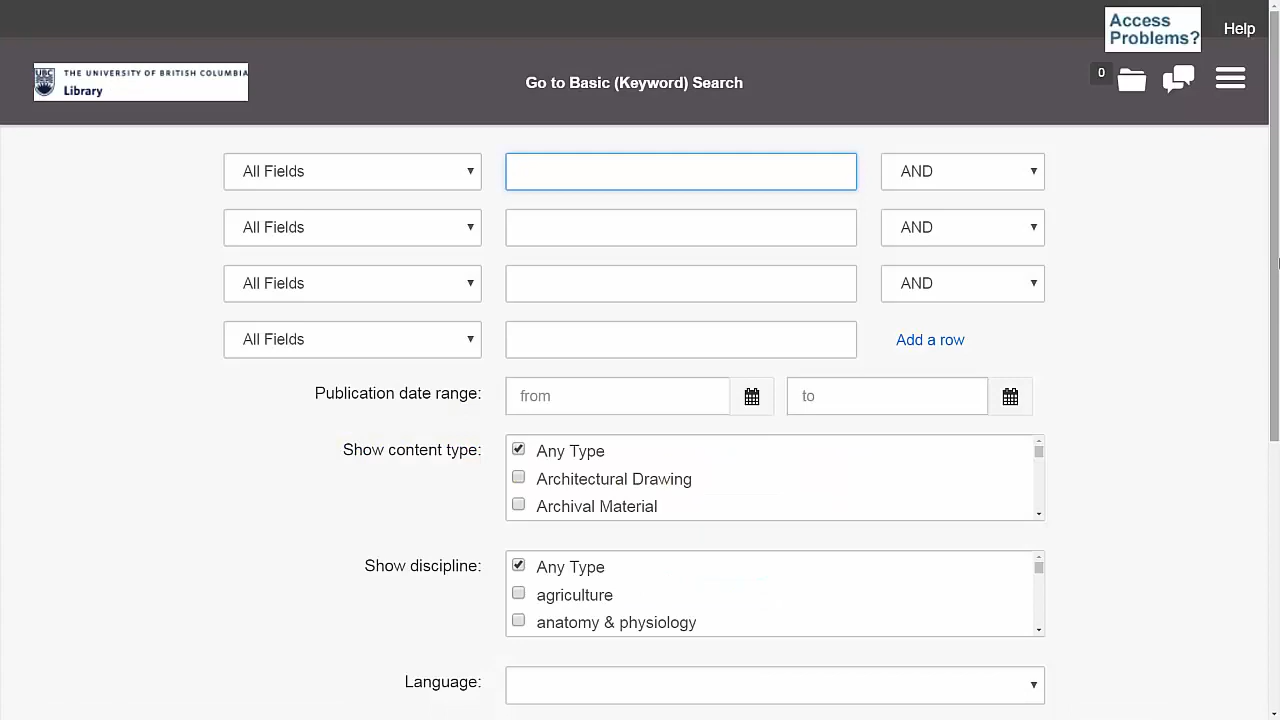 Access
Problems?
Help
UBC
THE UNIVERSITY OF BRITISH COLUMBIA
Library
Go to Basic (Keyword) Search
0
All Fields
AND
All Fields
AND
All Fields
AND
All Fields
Add a row
Publication date range:
from
to
Show content type:
Any Type
Architectural Drawing
Archival Material
Show discipline:
Any Type
agriculture
anatomy & physiology
Language: